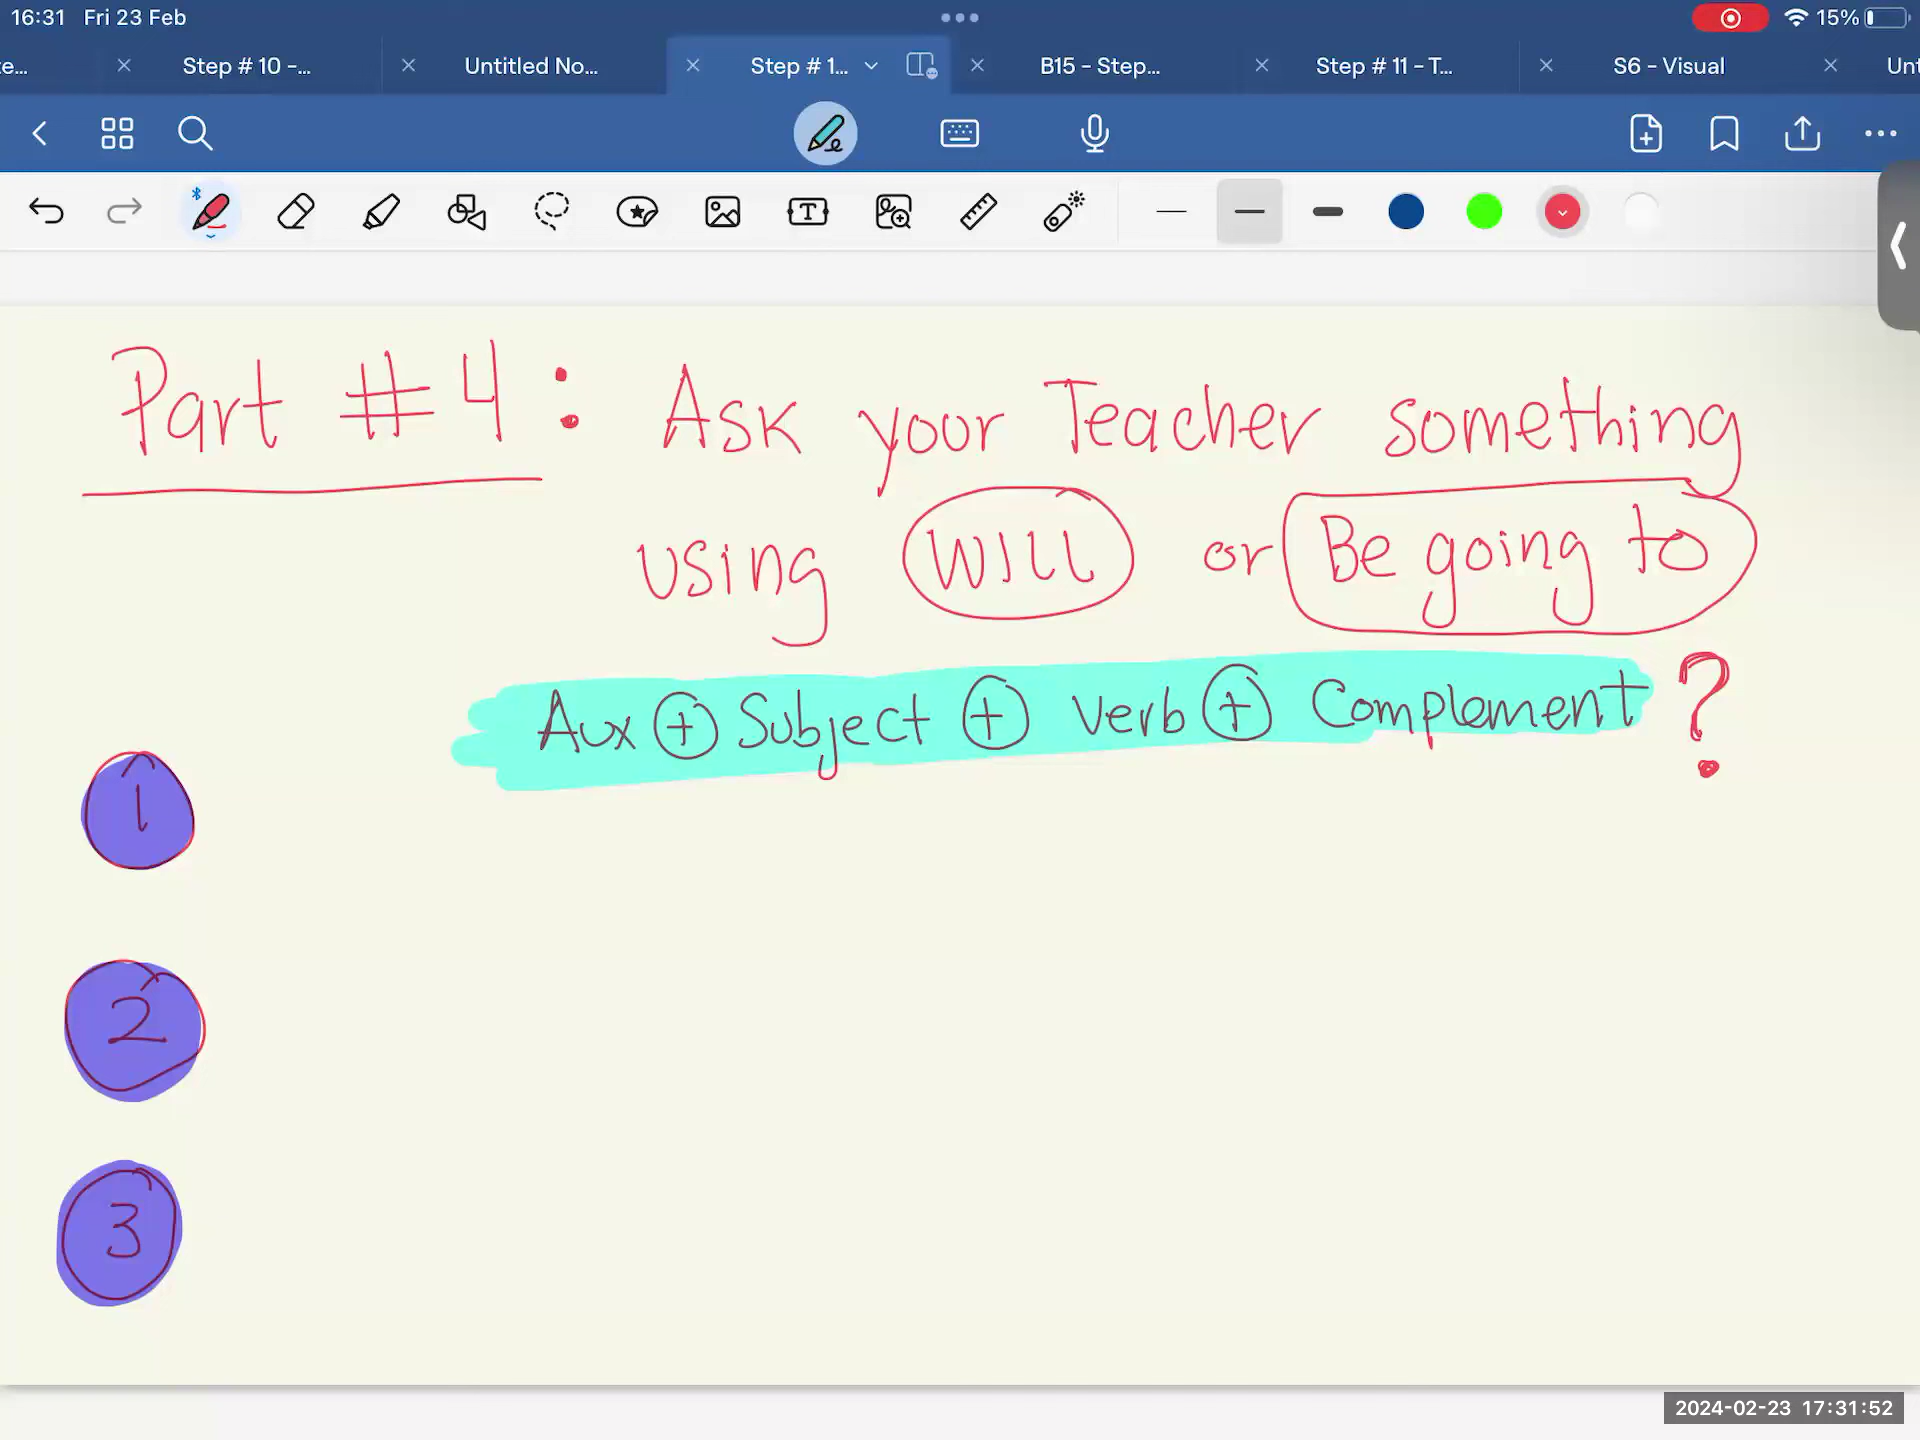 16:31 Fri 23 Feb
15%
e...
Step # 10 -...
Untitled No...
Step # 1...
B15 - Step...
Step # 11 - T...
S6 - Visual
Unt
Part # 4: Ask your Teacher something
using WILL or Be going to
Aux + Subject + Verb + Complement ?
1
2
3
2024-02-23 17:31:52